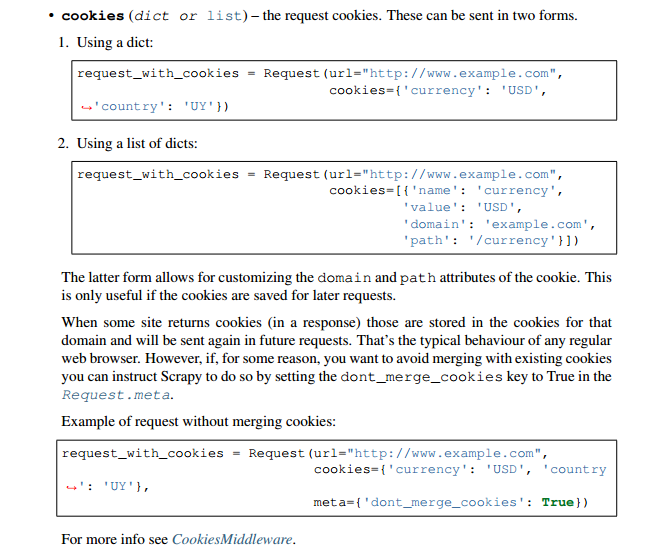 • cookies (dict or list) – the request cookies. These can be sent in two forms.
1. Using a dict:
request_with_cookies = Request(url="http://www.example.com",
cookies={'currency': 'USD',
↪'country': 'UY'})
2. Using a list of dicts:
request_with_cookies = Request(url="http://www.example.com",
cookies=[{'name': 'currency',
'value': 'USD',
'domain': 'example.com',
'path': '/currency'}])
The latter form allows for customizing the domain and path attributes of the cookie. This
is only useful if the cookies are saved for later requests.
When some site returns cookies (in a response) those are stored in the cookies for that
domain and will be sent again in future requests. That's the typical behaviour of any regular
web browser. However, if, for some reason, you want to avoid merging with existing cookies
you can instruct Scrapy to do so by setting the dont_merge_cookies key to True in the
Request.meta.
Example of request without merging cookies:
request_with_cookies = Request(url="http://www.example.com",
cookies={'currency': 'USD', 'country
↪': 'UY'},
meta={'dont_merge_cookies': True})
For more info see CookiesMiddleware.